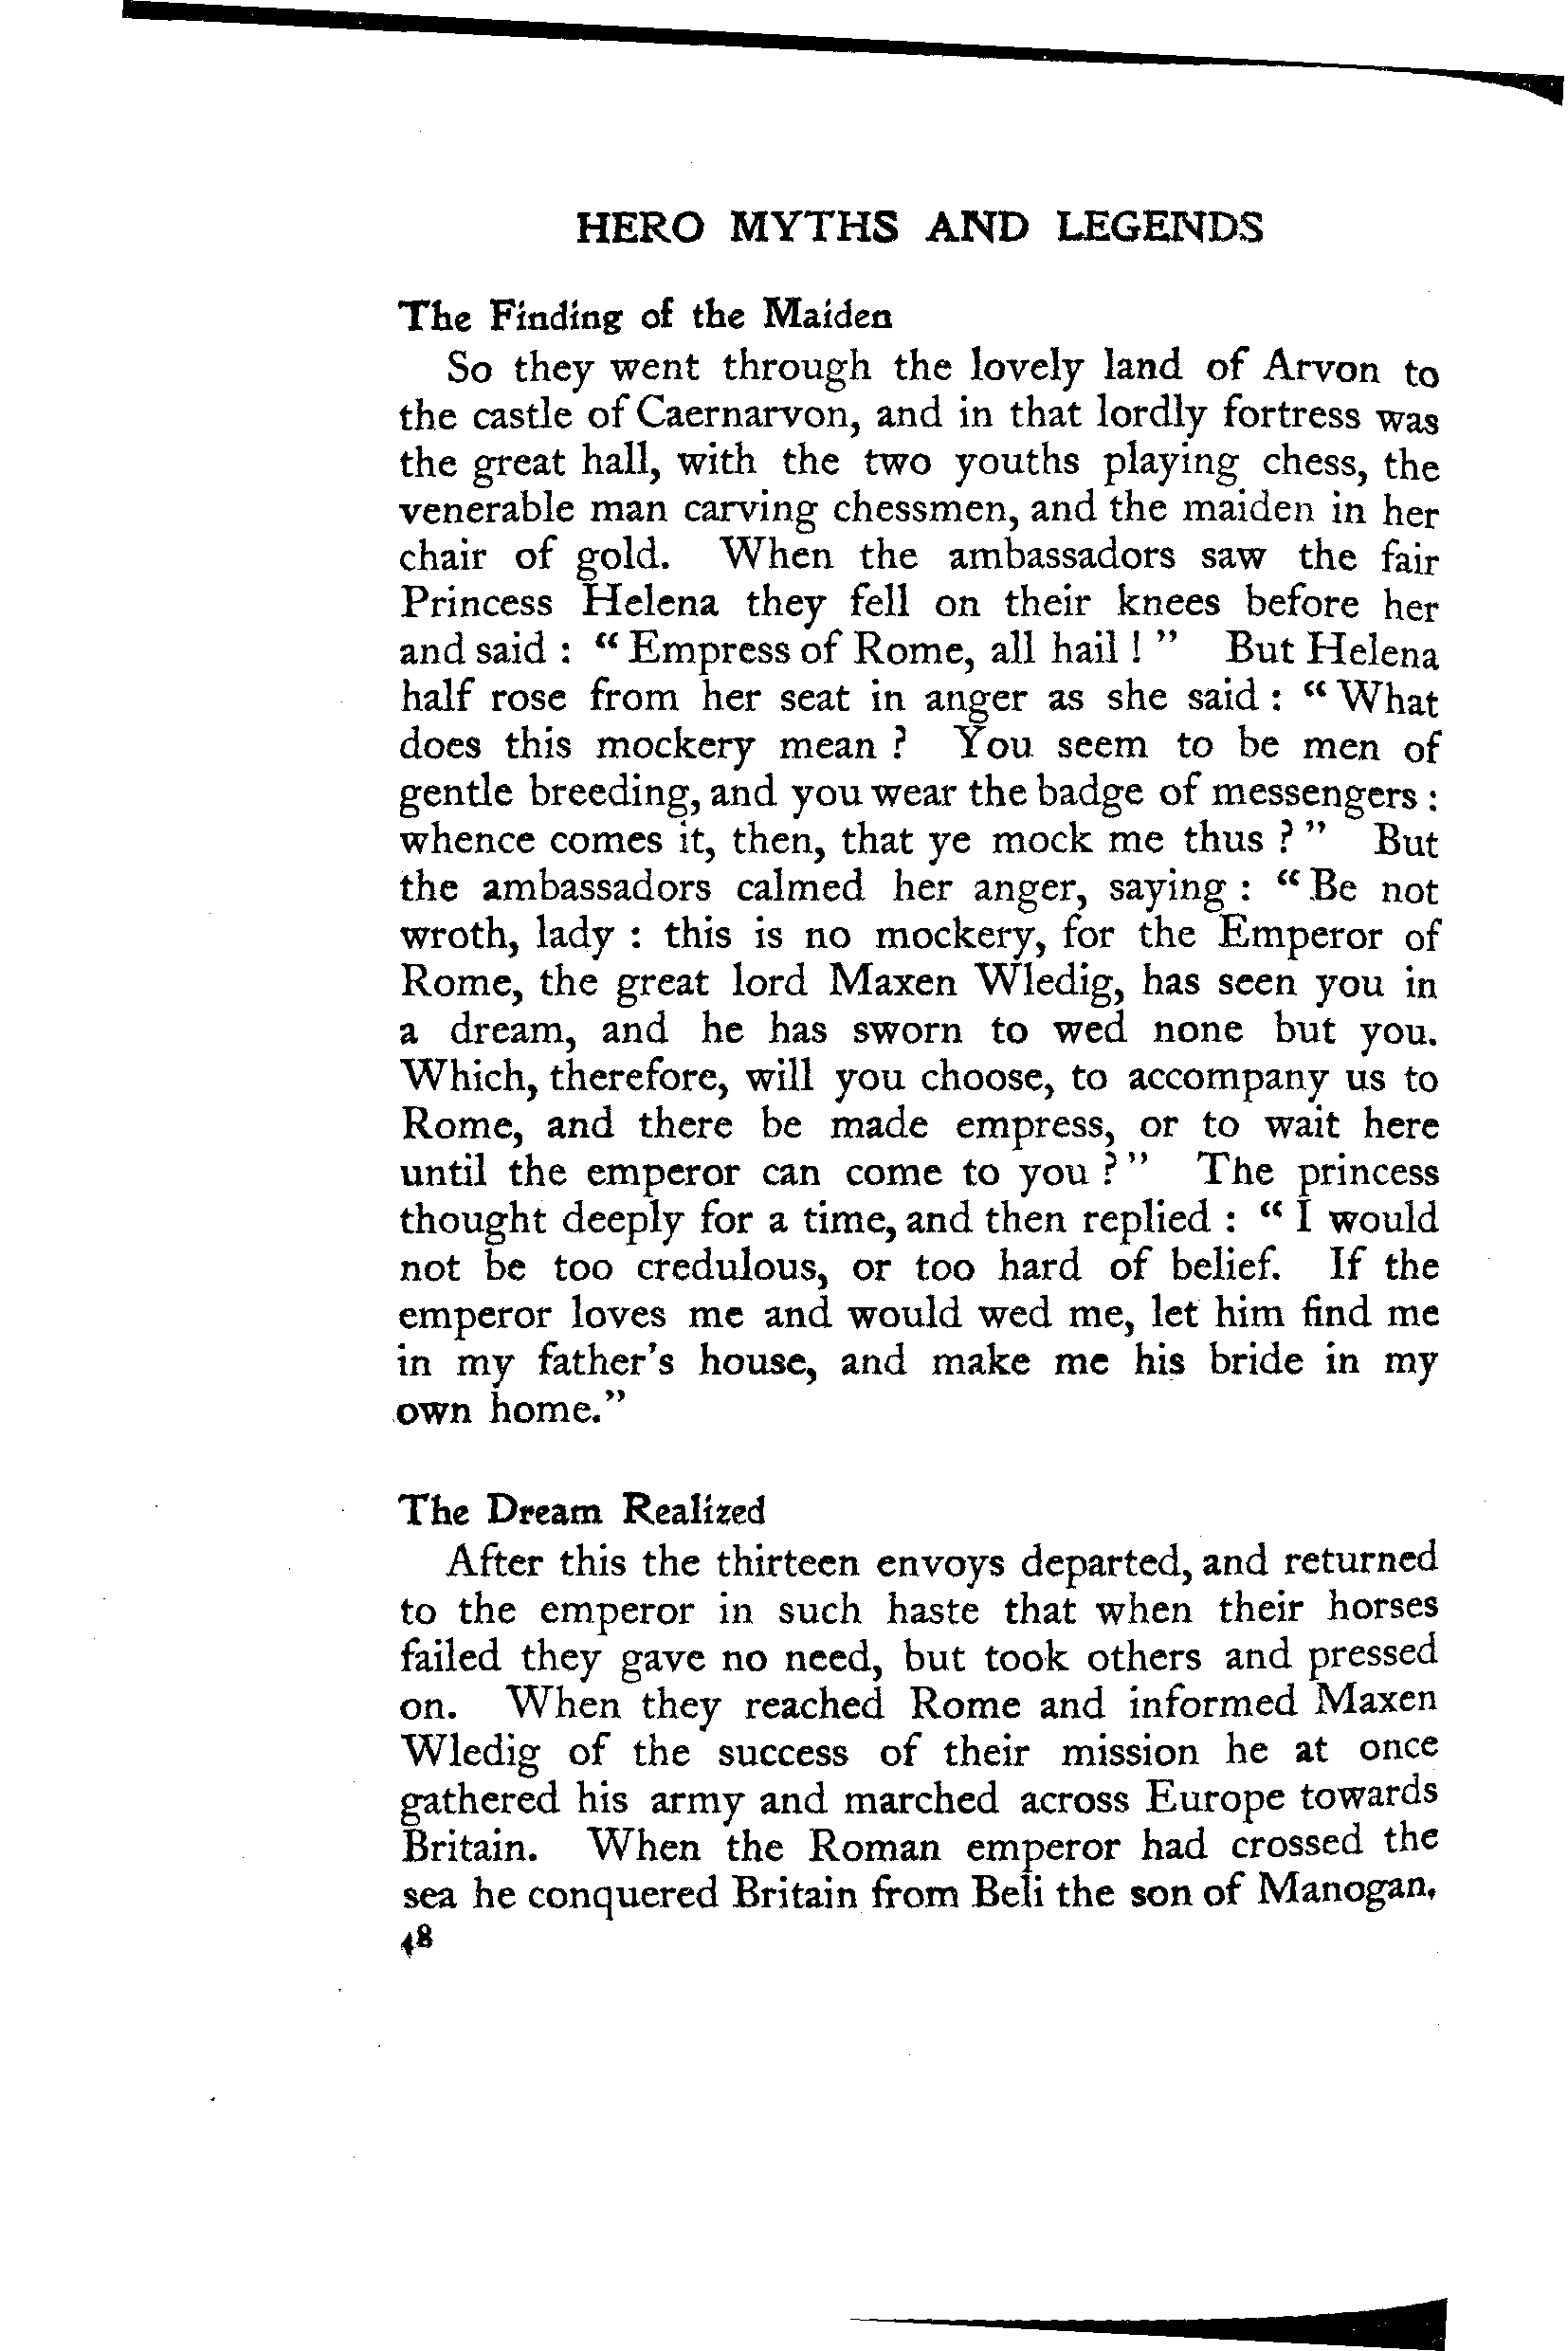 HERO MYTHS AND LEGENDS
The Finding of the Maiden
So they went through the lovely land of Arvon to
the castle of Caernarvon, and in that lordly fortress was
the great hall, with the two youths playing chess, the
venerable man carving chessmen, and the maiden in her
chair of gold. When the ambassadors saw the fair
Princess Helena they fell on their knees before her
and said : “ Empress of Rome, all hail ! ” But Helena
half rose from her seat in anger as she said : “ What
does this mockery mean ? You seem to be men of
gentle breeding, and you wear the badge of messengers :
whence comes it, then, that ye mock me thus ? ” But
the ambassadors calmed her anger, saying : “ Be not
wroth, lady : this is no mockery, for the Emperor of
Rome, the great lord Maxen Wledig, has seen you in
a dream, and he has sworn to wed none but you.
Which, therefore, will you choose, to accompany us to
Rome, and there be made empress, or to wait here
until the emperor can come to you ? ” The princess
thought deeply for a time, and then replied : “ I would
not be too credulous, or too hard of belief. If the
emperor loves me and would wed me, let him find me
in my father’s house, and make me his bride in my
own home.”
The Dream Realized
After this the thirteen envoys departed, and returned
to the emperor in such haste that when their horses
failed they gave no need, but took others and pressed
on. When they reached Rome and informed Maxen
Wledig of the success of their mission he at once
gathered his army and marched across Europe towards
Britain. When the Roman emperor had crossed the
sea he conquered Britain from Beli the son of Manogan,
48